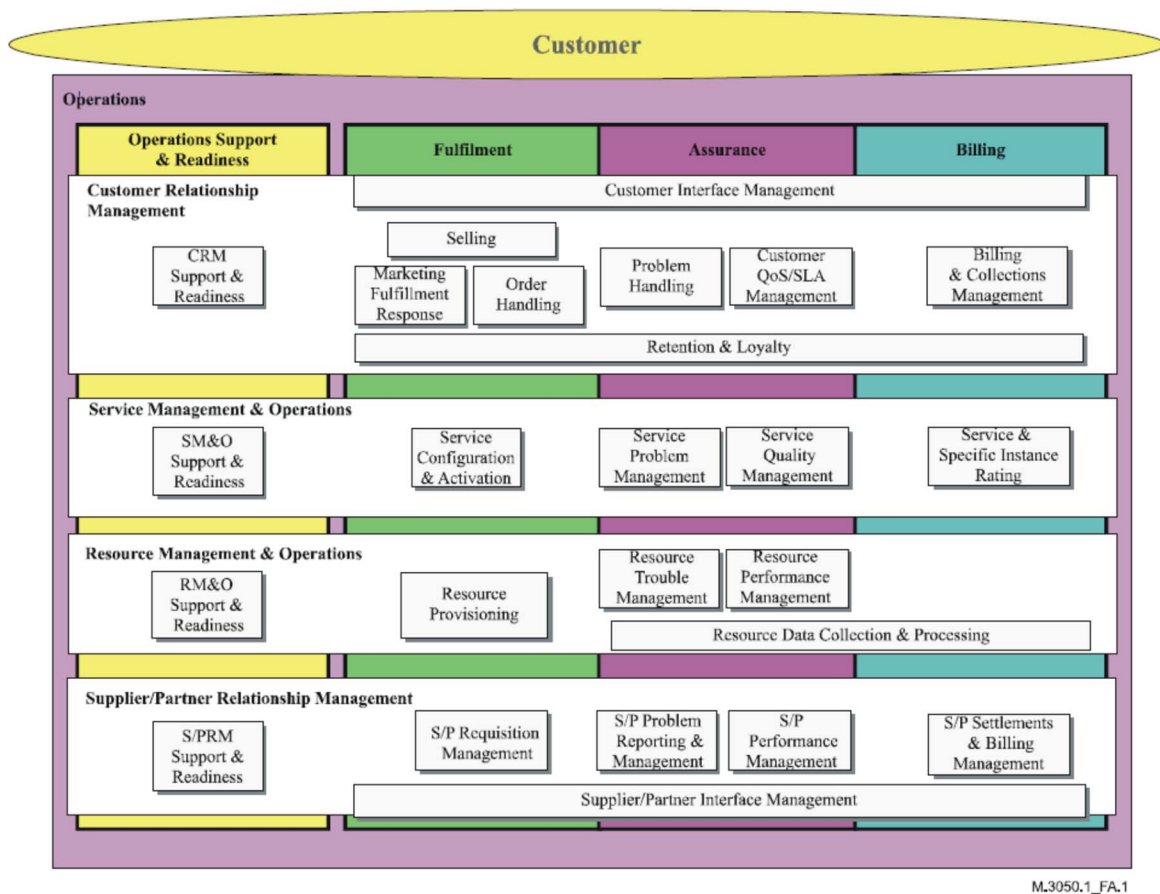 Customer
Operations
Operations Support
& Readiness
Fulfilment
Assurance
Billing
Customer Relationship
Management
Customer Interface Management
CRM
Support &
Readiness
Selling
Marketing
Fulfillment
Response
Order
Handling
Problem
Handling
Customer
QoS/SLA
Management
Billing
& Collections
Management
Retention & Loyalty
Service Management & Operations
SM&O
Support &
Readiness
Service
Configuration
& Activation
Service
Problem
Management
Service
Quality
Management
Service &
Specific Instance
Rating
Resource Management & Operations
RM&O
Support &
Readiness
Resource
Provisioning
Resource
Trouble
Management
Resource
Performance
Management
Resource Data Collection & Processing
Supplier/Partner Relationship Management
S/PRM
Support &
Readiness
S/P Requisition
Management
S/P Problem
Reporting &
Management
S/P
Performance
Management
S/P Settlements
& Billing
Management
Supplier/Partner Interface Management
M.3050.1_FA.1